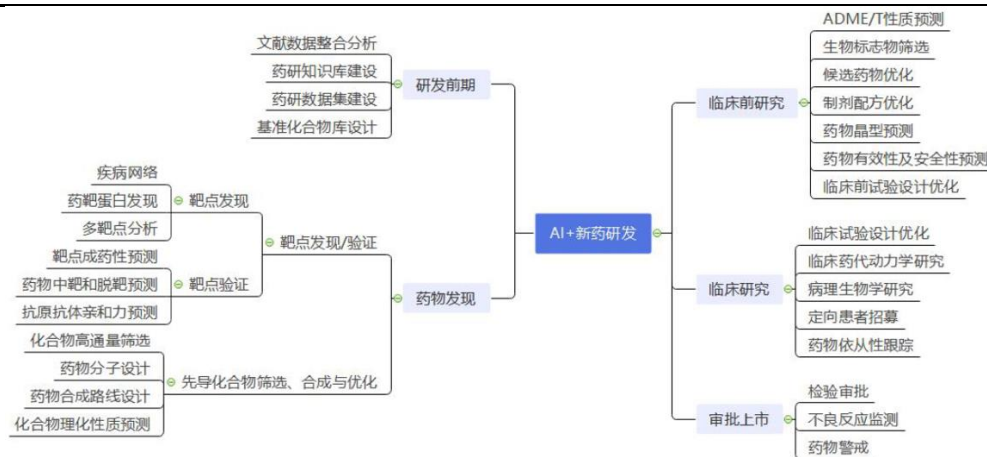 文献数据整合分析
药研知识库建设
药研数据集建设
基准化合物库设计
研发前期
疾病网络
药靶蛋白发现
多靶点分析
靶点发现
靶点成药性预测
药物中靶和脱靶预测
抗原抗体亲和力预测
靶点验证
靶点发现/验证
化合物高通量筛选
药物分子设计
药物合成路线设计
化合物理化性质预测
先导化合物筛选、合成与优化
药物发现
AI+新药研发
临床前研究
ADME/T性质预测
生物标志物筛选
候选药物优化
制剂配方优化
药物晶型预测
药物有效性及安全性预测
临床前试验设计优化
临床研究
临床试验设计优化
临床药代动力学研究
病理生物学研究
定向患者招募
药物依从性跟踪
审批上市
检验审批
不良反应监测
药物警戒